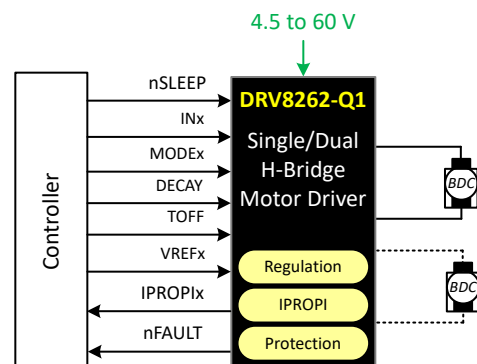 4.5 to 60 V
Controller
nSLEEP
INx
MODEx
DECAY
TOFF
VREFx
IPROPIx
nFAULT
DRV8262-Q1
Single/Dual
H-Bridge
Motor Driver
Regulation
IPROPI
Protection
BDC
BDC